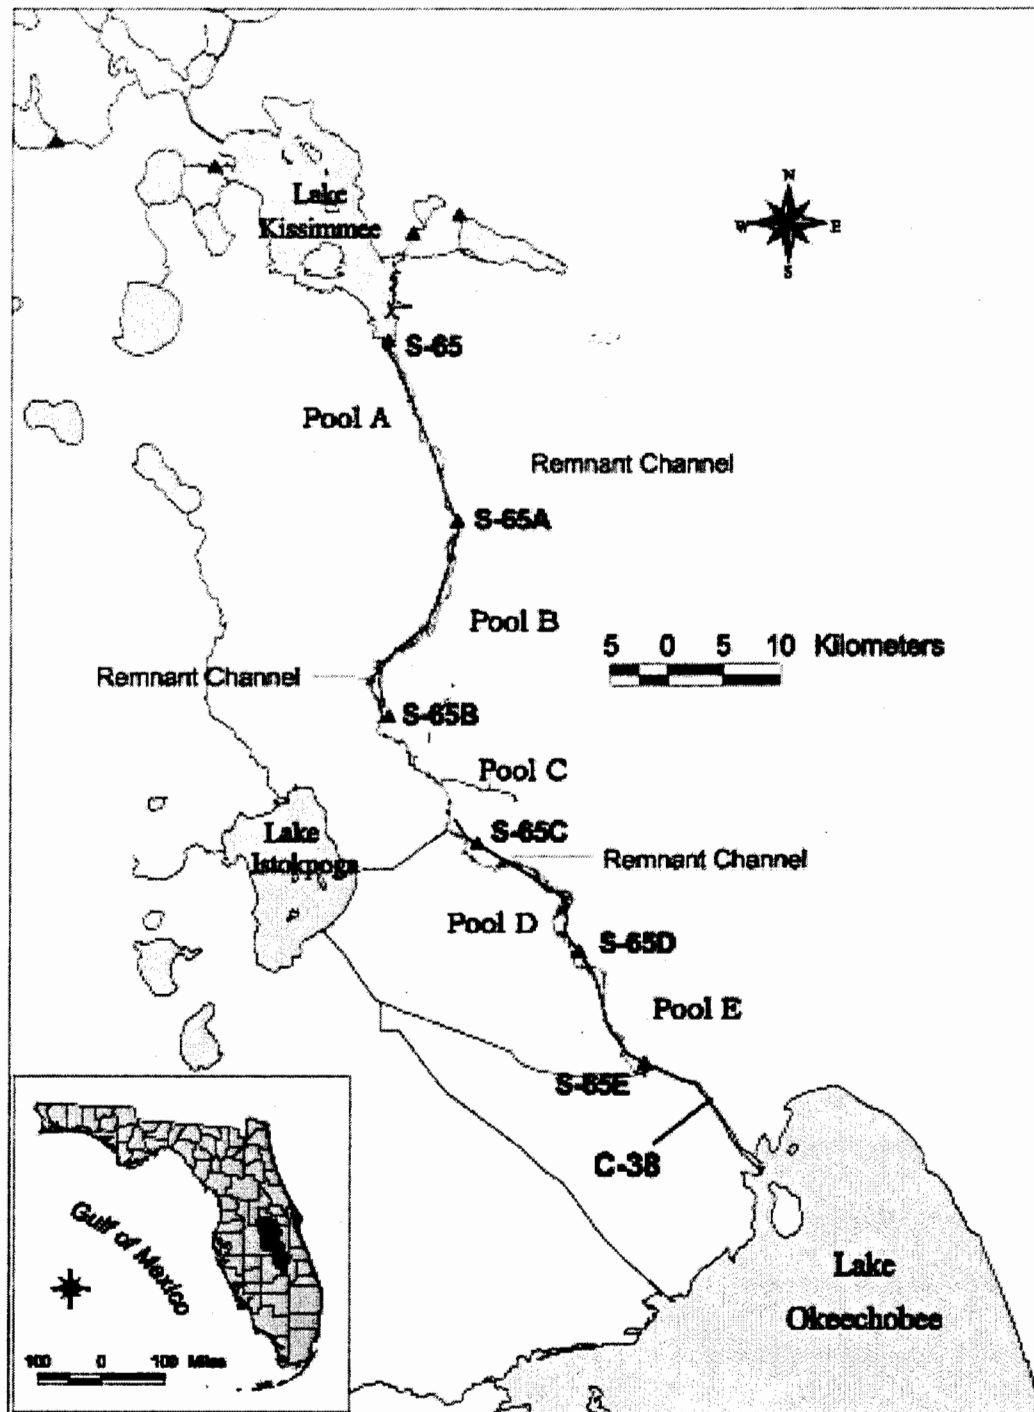 N
W E
S
Lake
Kissimmee
S-65
Pool A
Remnant Channel
S-65A
Pool B
5 0 5 10 Kilometers
Remnant Channel
S-65B
Pool C
S-65C
Lake
Istokpoga
Remnant Channel
Pool D
S-65D
Pool E
S-65E
C-38
Gulf of Mexico
100 0 100 Miles
Lake
Okeechobee